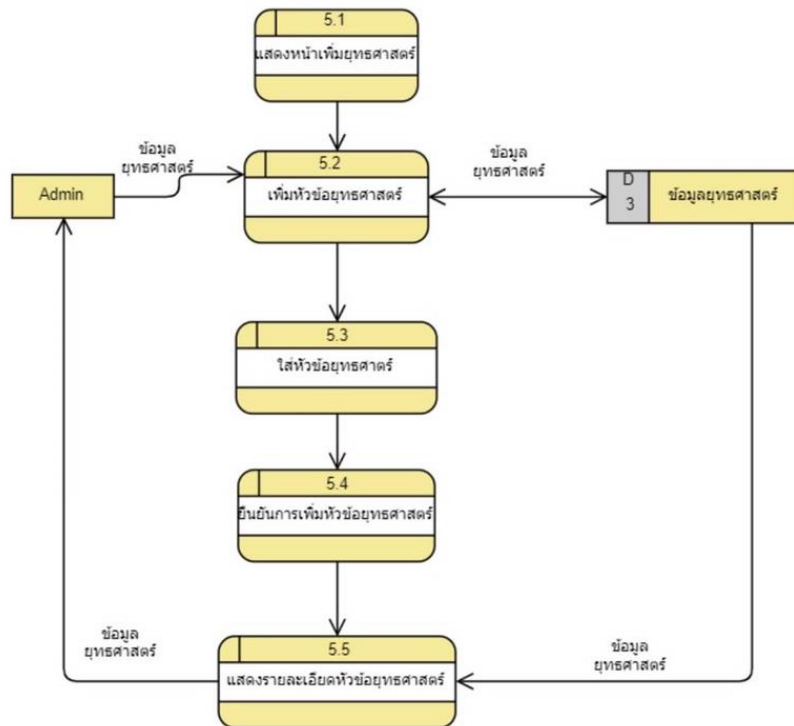 5.1
แสดงหน้าเพิ่มยุทธศาสตร์
ข้อมูล
ยุทธศาสตร์
5.2
เพิ่มหัวข้อยุทธศาสตร์
ข้อมูล
ยุทธศาสตร์
Admin
D
3
ข้อมูลยุทธศาสตร์
5.3
ใส่หัวข้อยุทธศาตร์
5.4
ยืนยันการเพิ่มหัวข้อยุทธศาสตร์
ข้อมูล
ยุทธศาสตร์
5.5
แสดงรายละเอียดหัวข้อยุทธศาสตร์
ข้อมูล
ยุทธศาสตร์